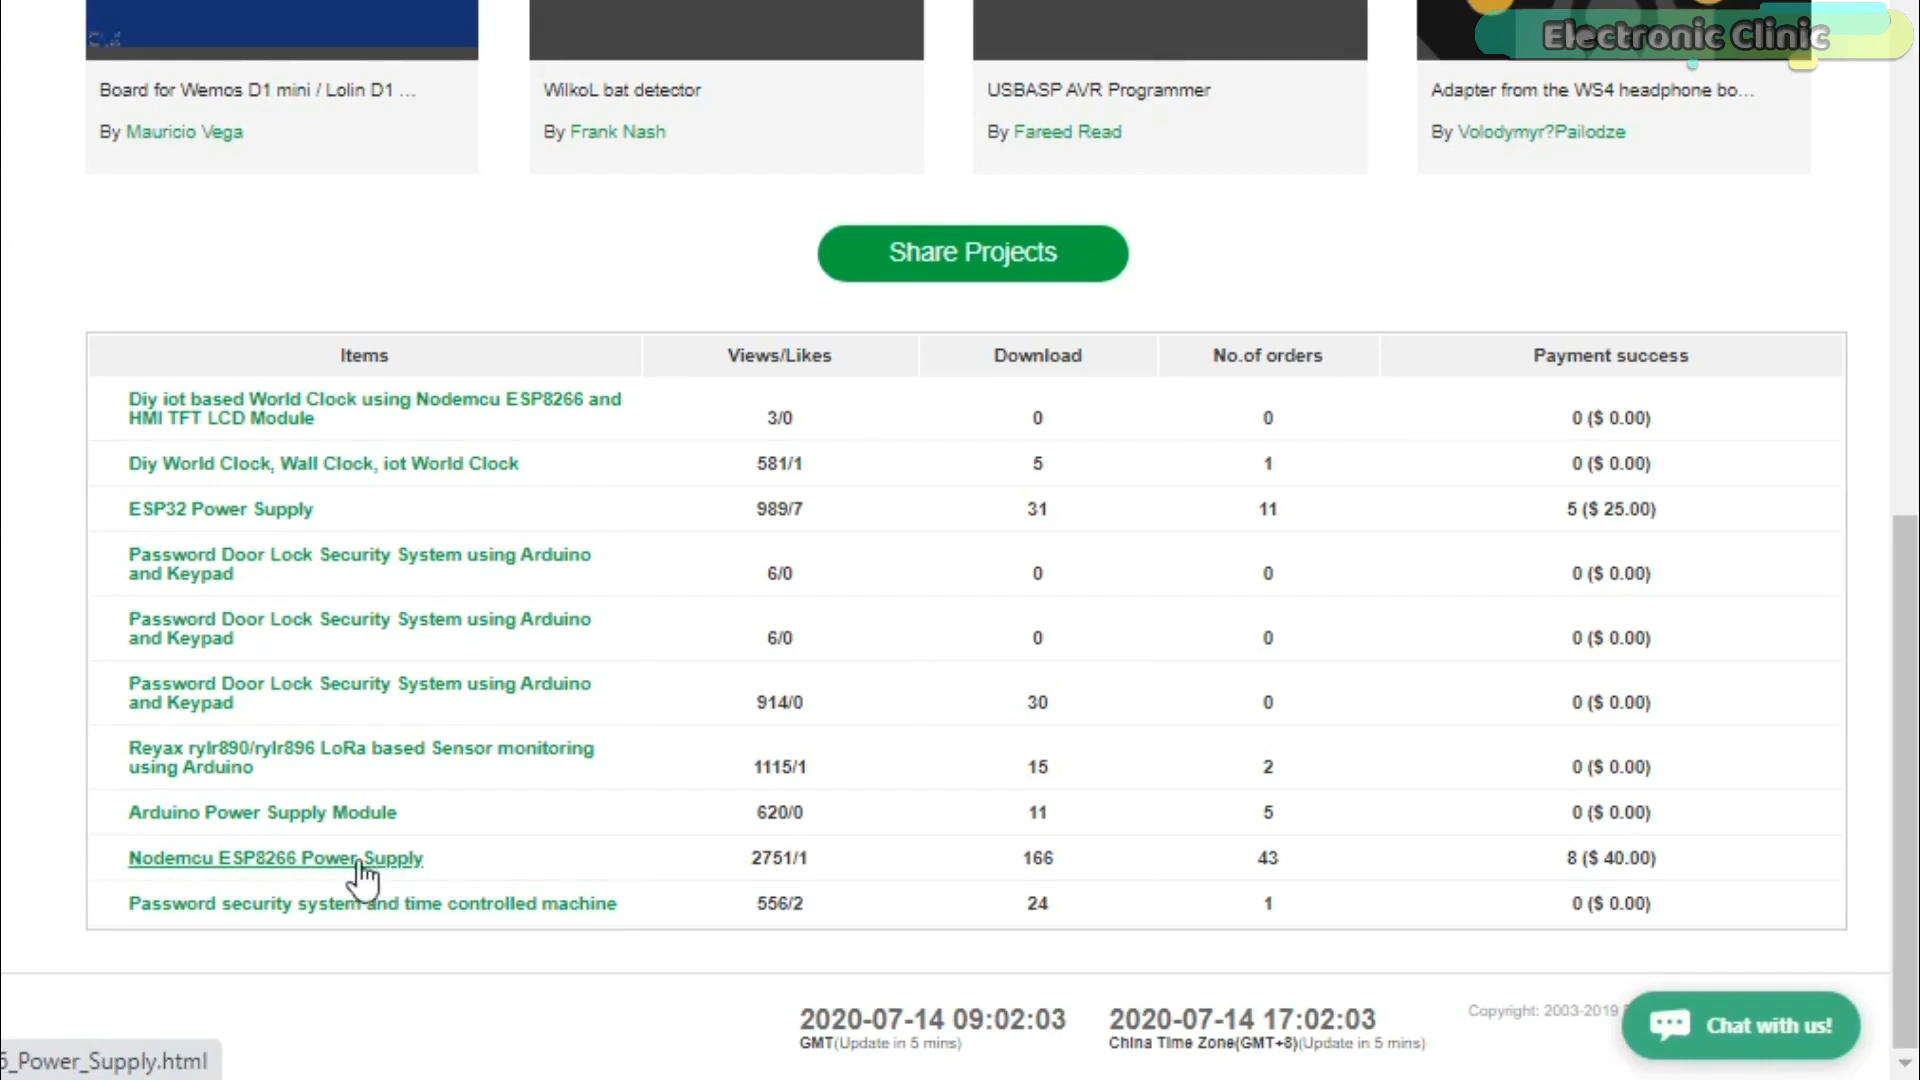 Electronic Clinic
Board for Wemos D1 mini / Lolin D1 ...
By Mauricio Vega
WilkoL bat detector
By Frank Nash
USBASP AVR Programmer
By Fareed Read
Adapter from the WS4 headphone bo...
By Volodymyr?Pailodze
Share Projects
Items Views/Likes Download No.of orders Payment success
Diy iot based World Clock using Nodemcu ESP8266 and
HMI TFT LCD Module 3/0 0 0 0 ($ 0.00)
Diy World Clock, Wall Clock, iot World Clock 581/1 5 1 0 ($ 0.00)
ESP32 Power Supply 989/7 31 11 5 ($ 25.00)
Password Door Lock Security System using Arduino
and Keypad 6/0 0 0 0 ($ 0.00)
Password Door Lock Security System using Arduino
and Keypad 6/0 0 0 0 ($ 0.00)
Password Door Lock Security System using Arduino
and Keypad 914/0 30 0 0 ($ 0.00)
Reyax rylr890/rylr896 LoRa based Sensor monitoring
using Arduino 1115/1 15 2 0 ($ 0.00)
Arduino Power Supply Module 620/0 11 5 0 ($ 0.00)
Nodemcu ESP8266 Power Supply 2751/1 166 43 8 ($ 40.00)
Password security system and time controlled machine 556/2 24 1 0 ($ 0.00)
2020-07-14 09:02:03
GMT(Update in 5 mins)
2020-07-14 17:02:03
China Time Zone(GMT+8)(Update in 5 mins)
Copyright: 2003-2019
Chat with us!
_Power_Supply.html